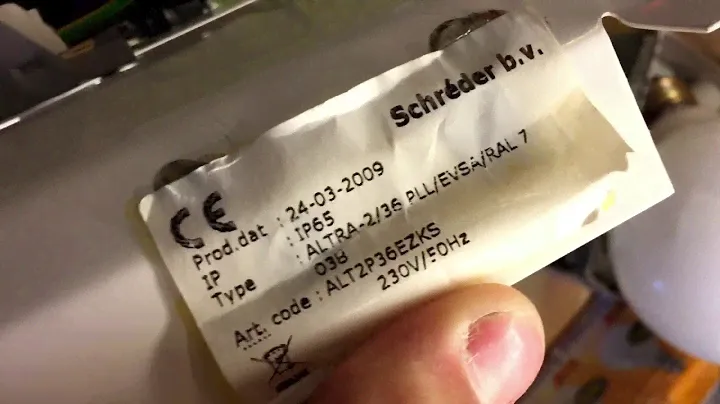 Schréder b.v.
CE
Prod.dat : 24-03-2009
IP : IP65
Type : ALTRA-2/36 PLL/EVSA/RAL 7
038
Art. code : ALT2P36EZKS
230V/50Hz